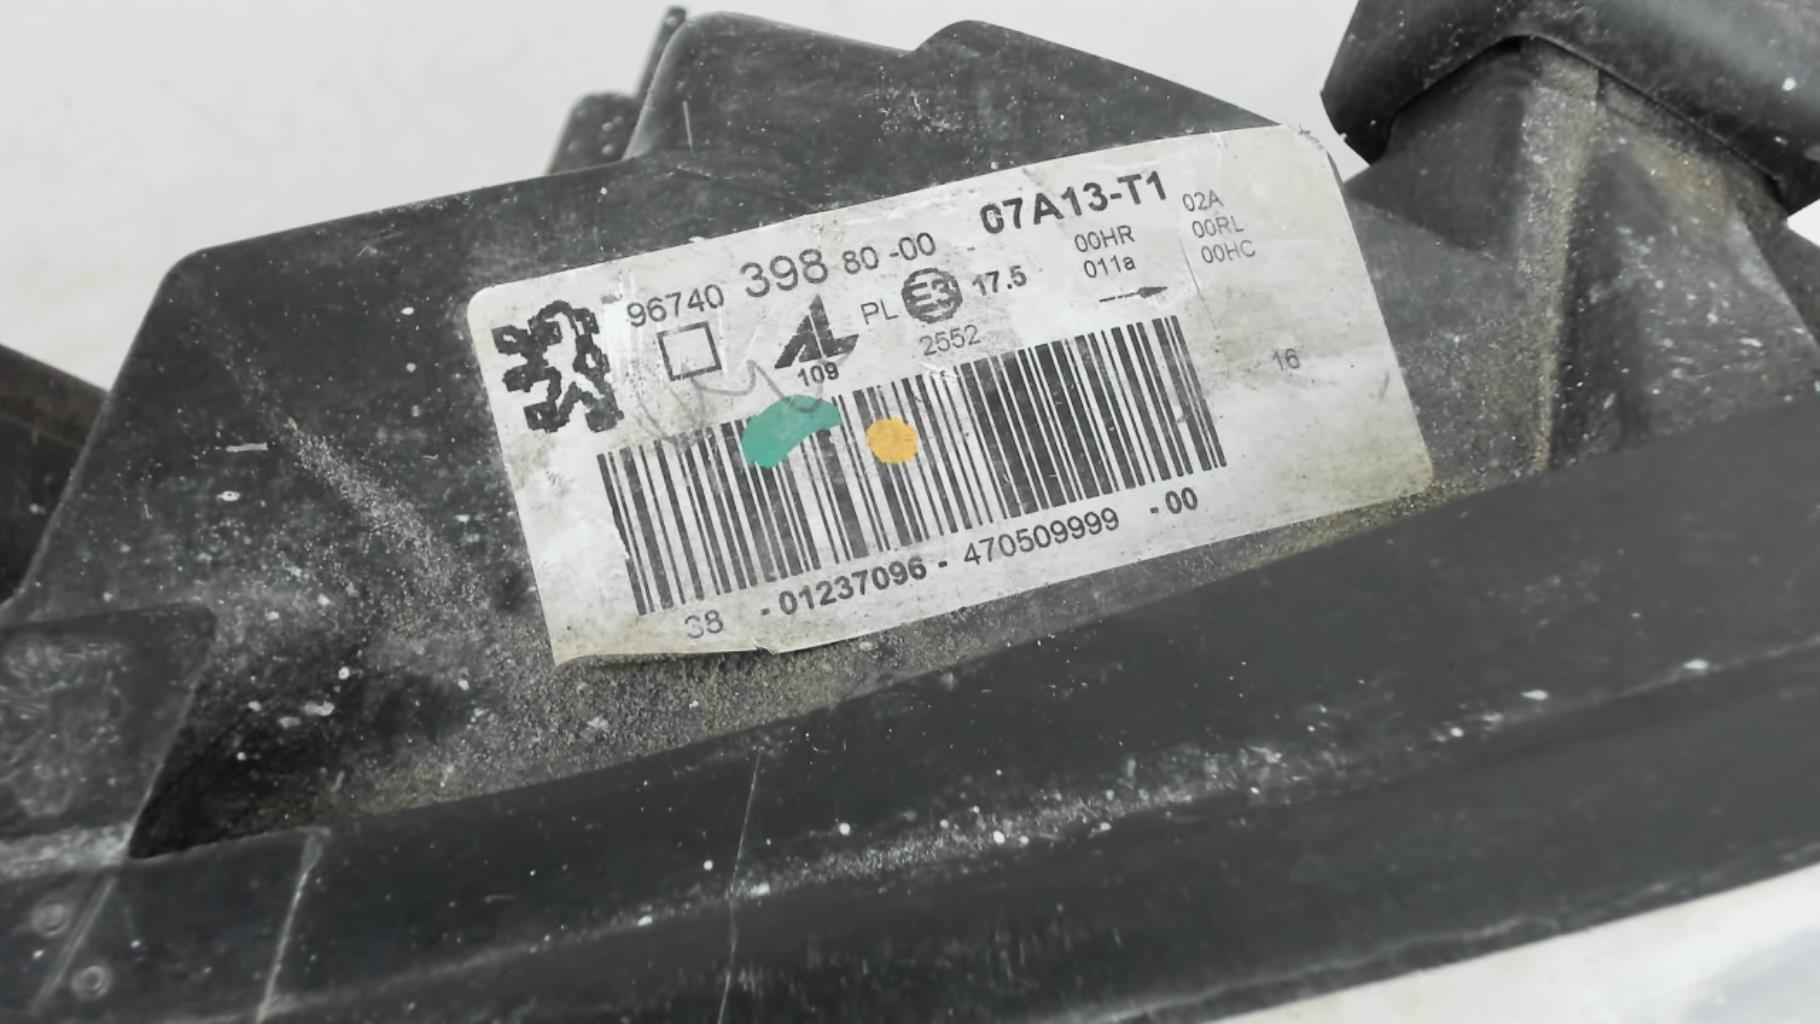 96740 398 80 -00 - 07A13-T1 02A
00HR 00RL
011a 00HC
PL E3 17.5
2552
109
16
38 - 01237096 - 470509999 - 00